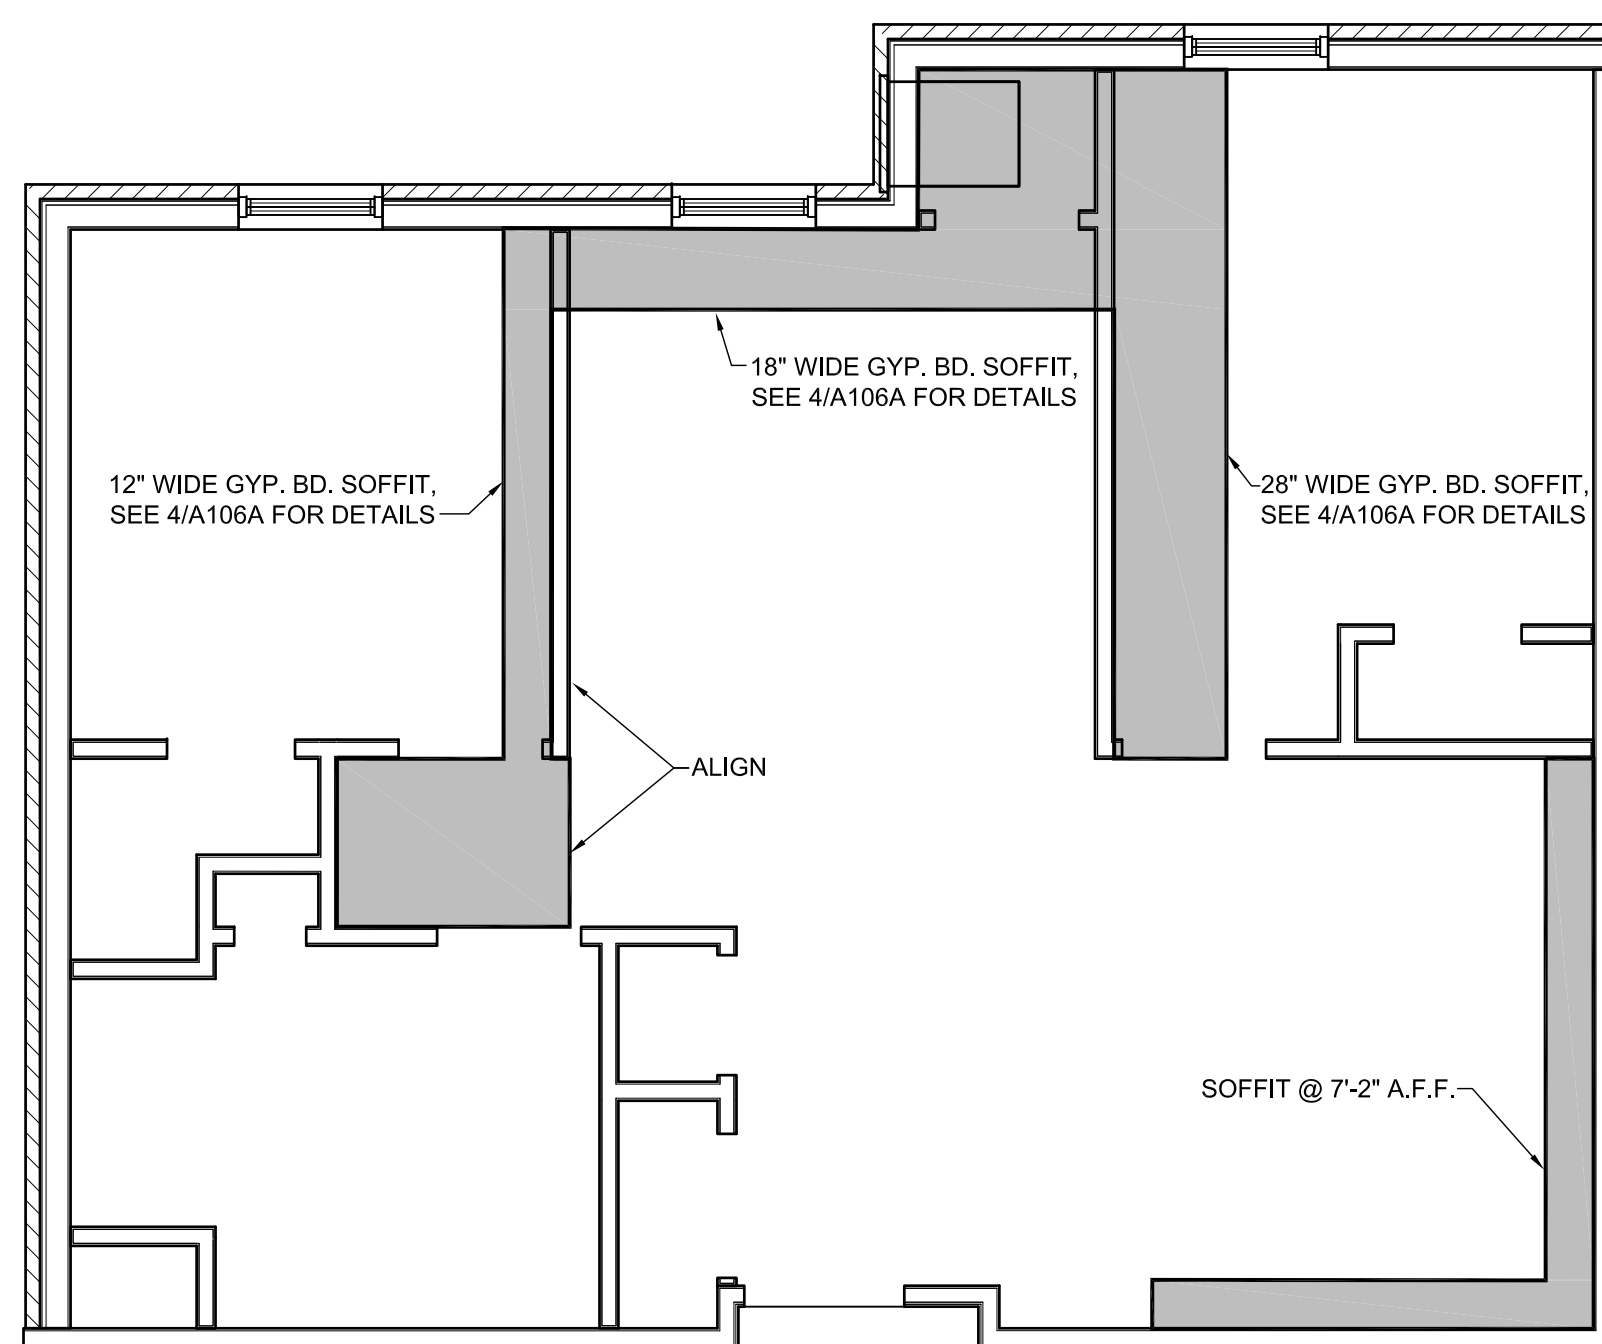 18" WIDE GYP. BD. SOFFIT,
SEE 4/A106A FOR DETAILS
12" WIDE GYP. BD. SOFFIT,
SEE 4/A106A FOR DETAILS
28" WIDE GYP. BD. SOFFIT,
SEE 4/A106A FOR DETAILS
ALIGN
SOFFIT @ 7'-2" A.F.F.